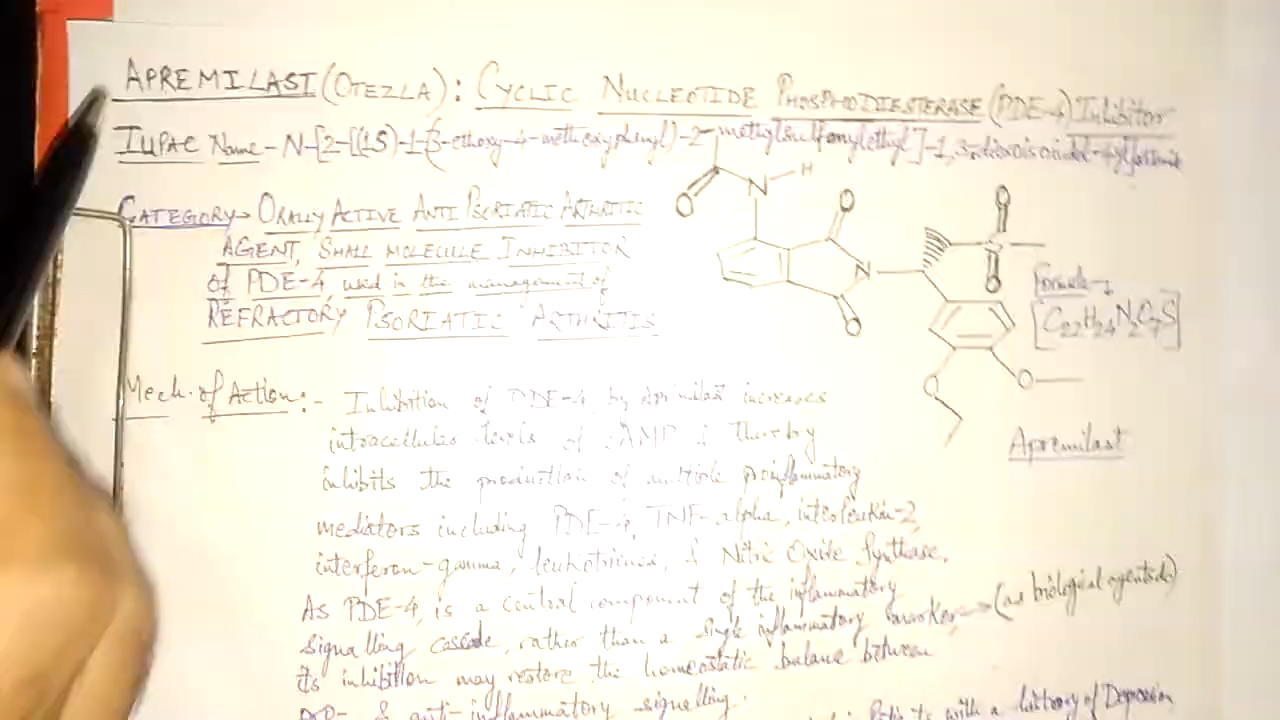 APREMILAST (OTEZLA): CYCLIC NUCLEOTIDE PHOSPHODIESTERASE (PDE-4) Inhibitor
IUPAC Name - N-[2-[(1S)-1-(3-ethoxy-4-methoxyphenyl)-2-methylsulfonylethyl]-1,3-
CATEGORY → ORALLY ACTIVE ANTI PSORIATIC ARTHRITIC
AGENT, SMALL MOLECULE INHIBITOR
of PDE-4, used in the management of
REFRACTORY PSORIATIC ARTHRITIS
O N H O O S O N O
Formula →
[C22H24N2O7S]
O O
Apremilast
Mech. of Action:- Inhibition of PDE-4 by Apremilast increases
intracellular levels of cAMP & thereby
inhibits the production of multiple proinflammatory
mediators including PDE-4, TNF-alpha, interleukin-2,
interferon-gamma, leukotrienes, & Nitric Oxide Synthase.
As PDE-4, is a central component of the inflammatory
signalling cascade, rather than a single inflammatory marker → (as biological agents do)
its inhibition may restore the homeostatic balance between
& anti-inflammatory signalling.
with a history of Depression